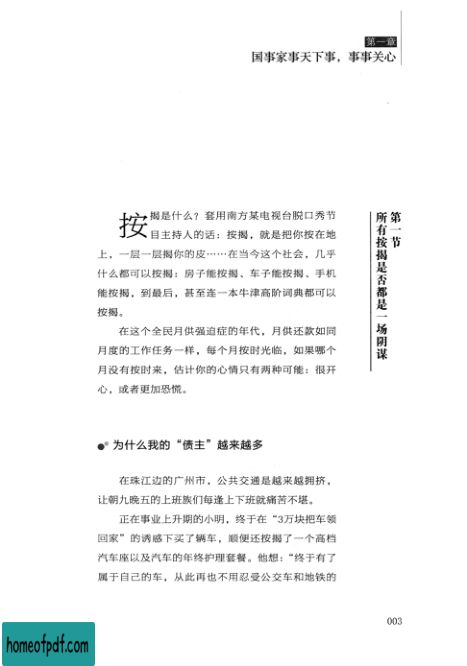 第一章
国事家事天下事，事事关心
第一节
所有按揭是否都是一场阴谋
按揭是什么？套用南方某电视台脱口秀节
目主持人的话：按揭，就是把你按在地
上，一层一层揭你的皮……在当今这个社会，几乎
什么都可以按揭：房子能按揭、车子能按揭、手机
能按揭，到最后，甚至连一本牛津高阶词典都可以
按揭。
在这个全民月供强迫症的年代，月供还款如同
月度的工作任务一样，每个月按时光临，如果哪个
月没有按时来，估计你的心情只有两种可能：很开
心，或者更加恐慌。
为什么我的“债主”越来越多
在珠江边的广州市，公共交通是越来越拥挤，
让朝九晚五的上班族们每逢上下班就痛苦不堪。
正在事业上升期的小明，终于在“3万块把车领
回家”的诱惑下买了辆车，顺便还按揭了一个高档
汽车座以及汽车的年终护理套餐。他想：“终于有了
属于自己的车，从此再也不用忍受公交车和地铁的
003
homeofpdf.com